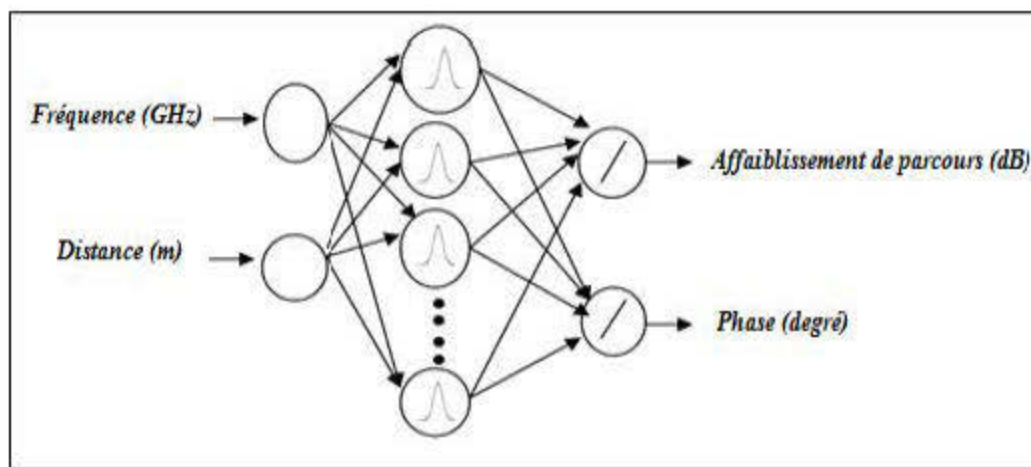 Fréquence (GHz)
Affaiblissement de parcours (dB)
Distance (m)
Phase (degré)